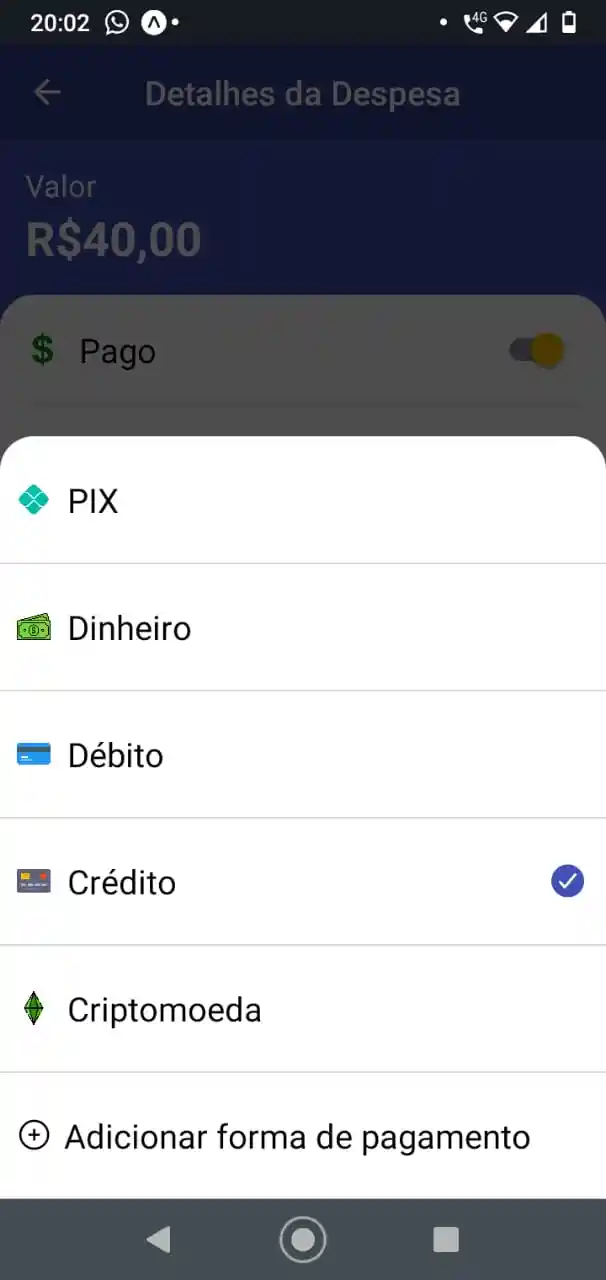 20:02
4G
Detalhes da Despesa
Valor
R$40,00
$ Pago
PIX
Dinheiro
Débito
Crédito
Criptomoeda
Adicionar forma de pagamento